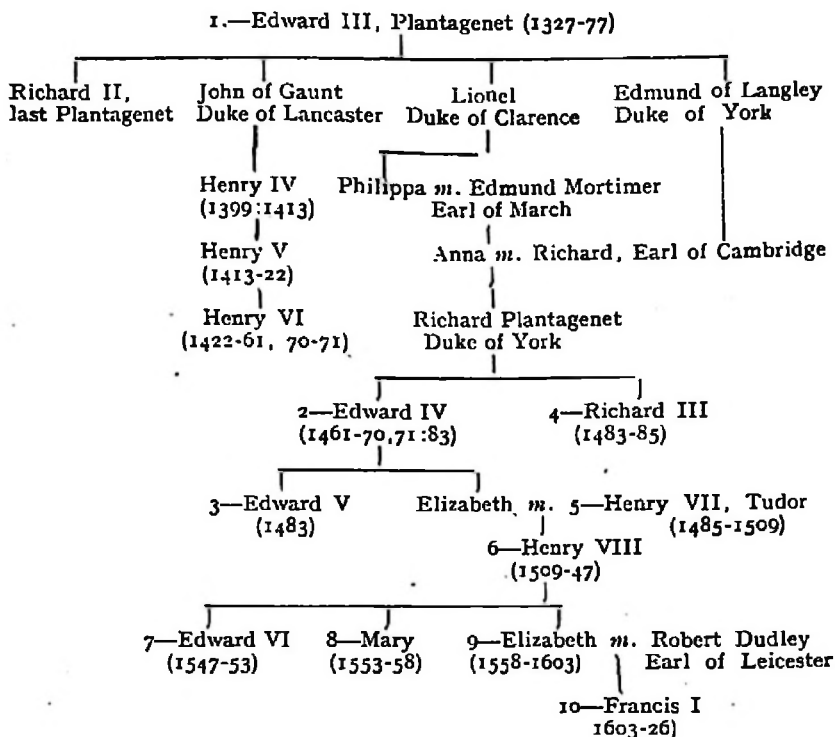 1.—Edward III, Plantagenet (1327-77)
Richard II, last Plantagenet
John of Gaunt
Duke of Lancaster
Lionel
Duke of Clarence
Edmund of Langley
Duke of York
Henry IV
(1399:1413)
Philippa m. Edmund Mortimer
Earl of March
Henry V
(1413-22)
Anna m. Richard, Earl of Cambridge
Henry VI
(1422-61, 70-71)
Richard Plantagenet
Duke of York
2—Edward IV
(1461-70,71:83)
4—Richard III
(1483-85)
3—Edward V
(1483)
Elizabeth m. 5—Henry VII, Tudor
(1485-1509)
6—Henry VIII
(1509-47)
7—Edward VI
(1547-53)
8—Mary
(1553-58)
9—Elizabeth m. Robert Dudley
(1558-1603) Earl of Leicester
10—Francis I
1603-26)